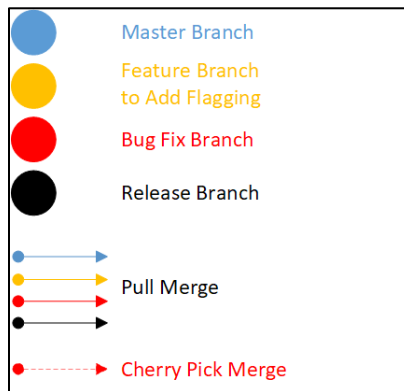 Master Branch
Feature Branch
to Add Flagging
Bug Fix Branch
Release Branch
Pull Merge
Cherry Pick Merge